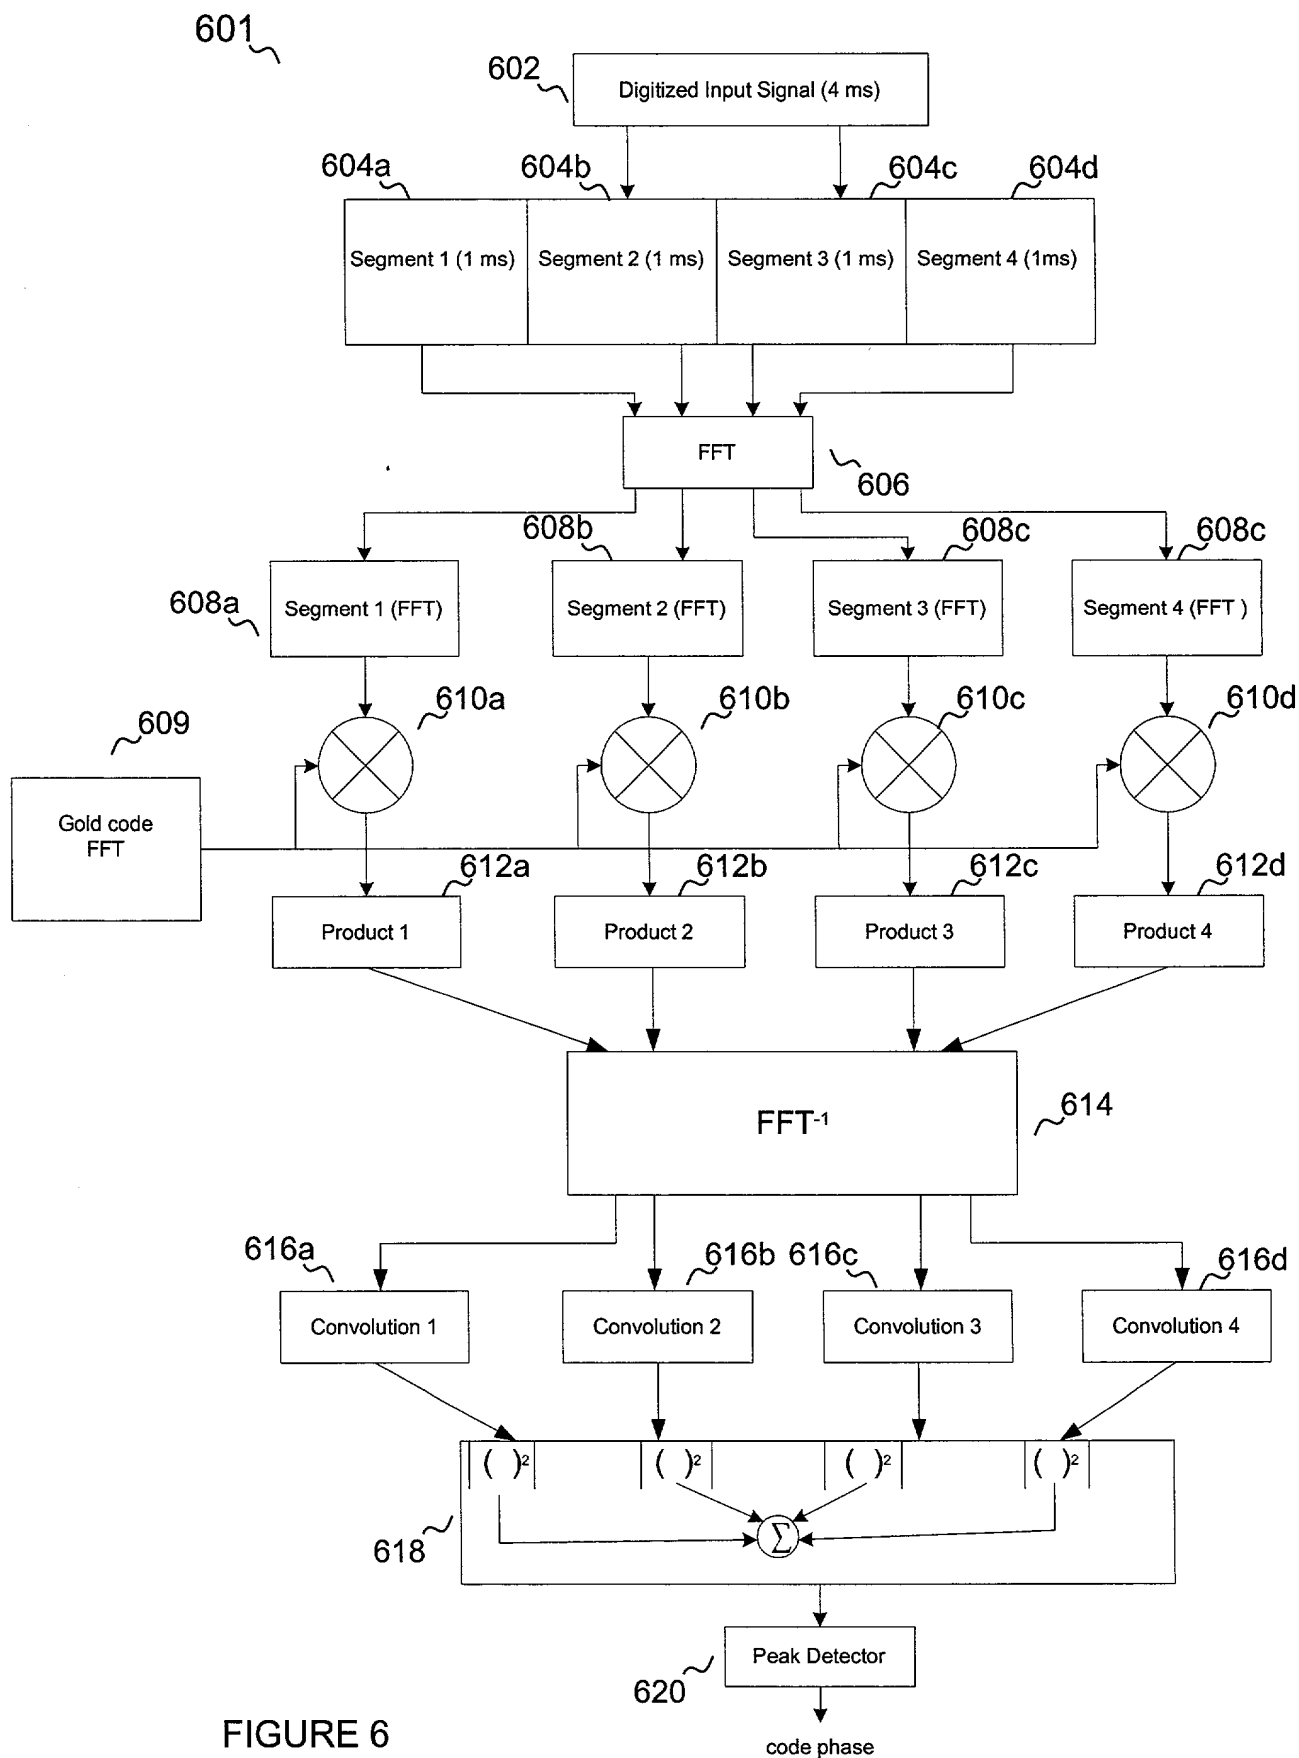 601
602
Digitized Input Signal (4 ms)
604a
604b
604c
604d
Segment 1 (1 ms)
Segment 2 (1 ms)
Segment 3 (1 ms)
Segment 4 (1ms)
FFT
606
608b
608c
608c
608a
Segment 1 (FFT)
Segment 2 (FFT)
Segment 3 (FFT)
Segment 4 (FFT )
610a
610b
610c
610d
609
Gold code
FFT
612a
612b
612c
612d
Product 1
Product 2
Product 3
Product 4
FFT⁻¹
614
616a
616b
616c
616d
Convolution 1
Convolution 2
Convolution 3
Convolution 4
|( )²|
|( )²|
|( )²|
|( )²|
Σ
618
Peak Detector
620
code phase
FIGURE 6